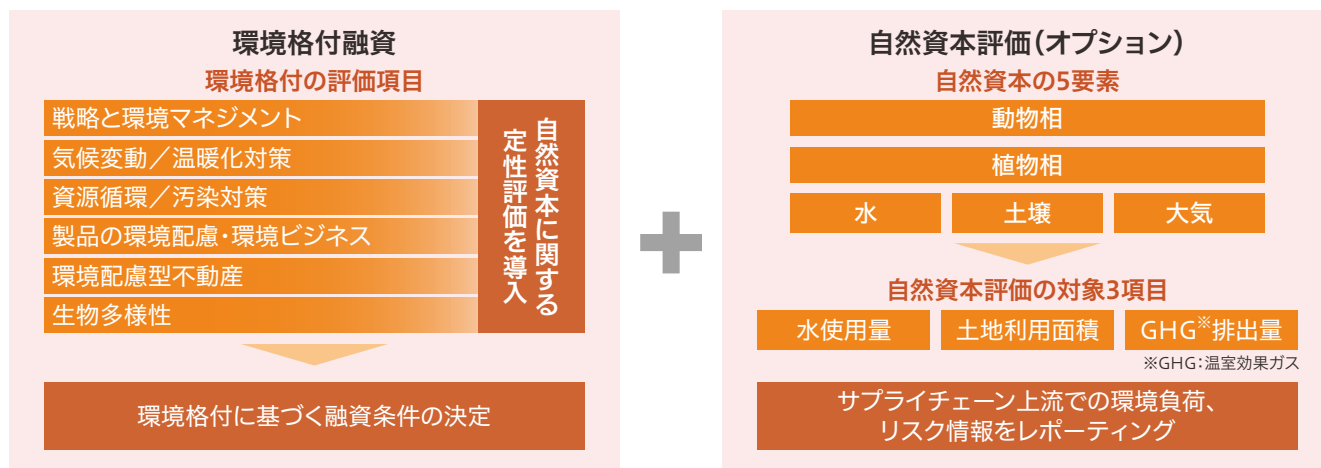 環境格付融資
環境格付の評価項目
戦略と環境マネジメント
気候変動／温暖化対策
資源循環／汚染対策
製品の環境配慮・環境ビジネス
環境配慮型不動産
生物多様性
自然資本に関する
定性評価を導入
環境格付に基づく融資条件の決定
自然資本評価（オプション）
自然資本の5要素
動物相
植物相
水
土壌
大気
自然資本評価の対象3項目
水使用量
土地利用面積
GHG※排出量
※GHG：温室効果ガス
サプライチェーン上流での環境負荷、
リスク情報をレポーティング